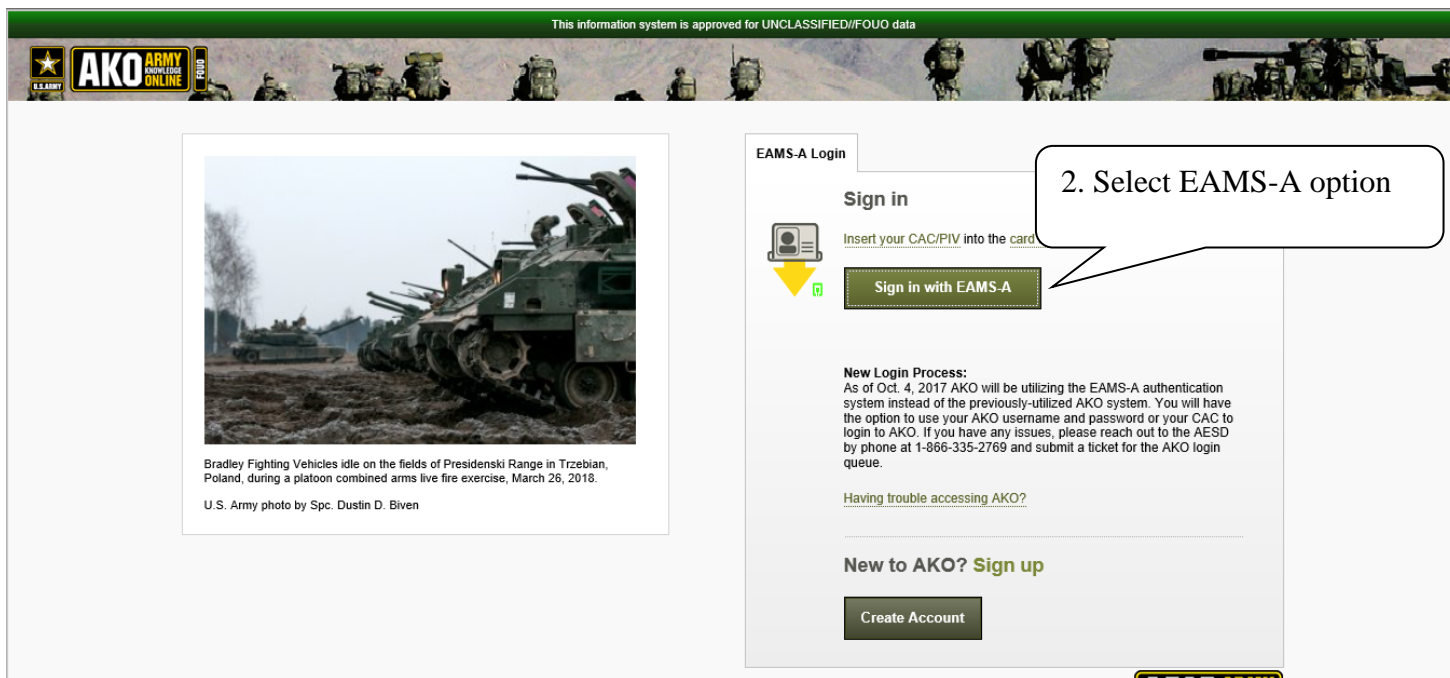 This information system is approved for UNCLASSIFIED//FOUO data
U.S.ARMY
AKO ARMY KNOWLEDGE ONLINE FOUO
Bradley Fighting Vehicles idle on the fields of Presidenski Range in Trzebian,
Poland, during a platoon combined arms live fire exercise, March 26, 2018.
U.S. Army photo by Spc. Dustin D. Biven
EAMS-A Login
Sign in
Insert your CAC/PIV into the card
2. Select EAMS-A option
Sign in with EAMS-A
New Login Process:
As of Oct. 4, 2017 AKO will be utilizing the EAMS-A authentication
system instead of the previously-utilized AKO system. You will have
the option to use your AKO username and password or your CAC to
login to AKO. If you have any issues, please reach out to the AESD
by phone at 1-866-335-2769 and submit a ticket for the AKO login
queue.
Having trouble accessing AKO?
New to AKO? Sign up
Create Account